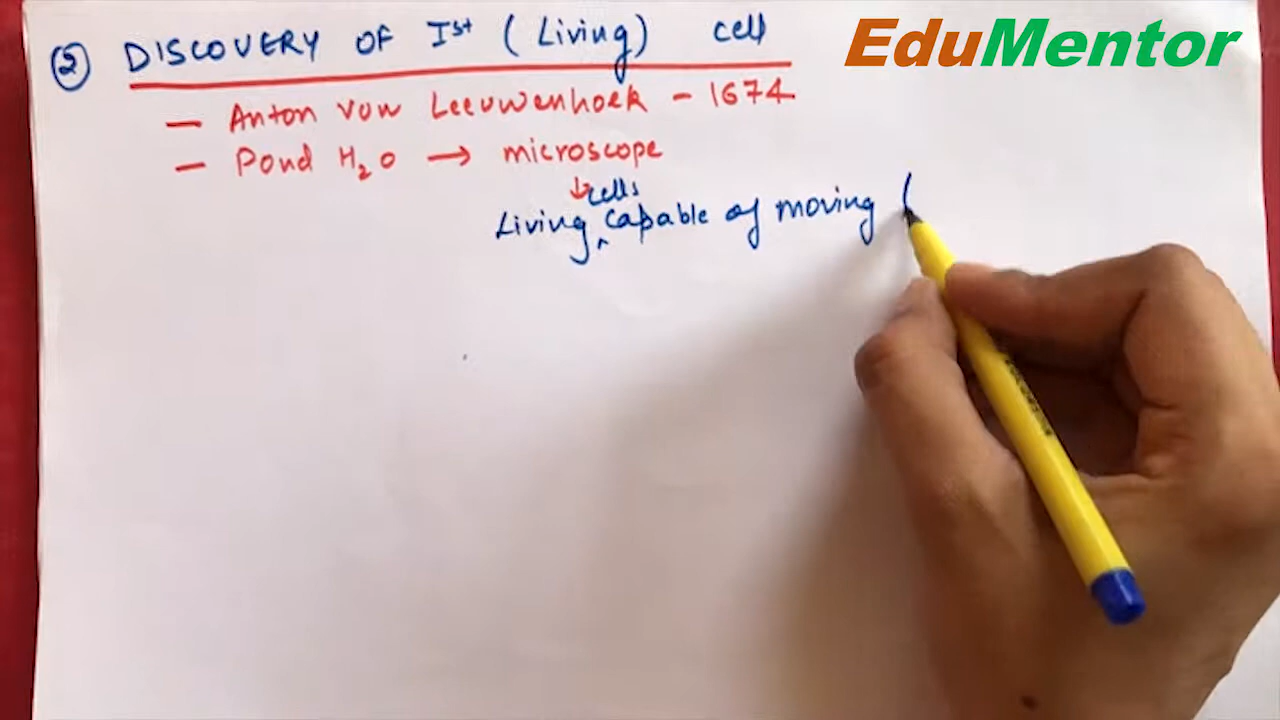 ② DISCOVERY OF Ist (Living) cell
EduMentor
- Anton von Leeuwenhoek - 1674
- Pond H2O → microscope
↓ cells
Living ^ capable of moving (